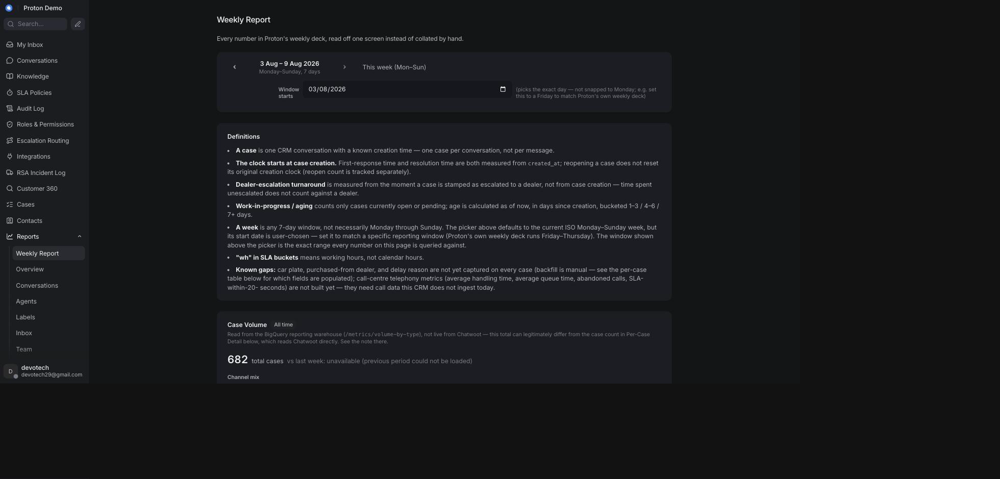 Proton Demo
Search...
My Inbox
Conversations
Knowledge
SLA Policies
Audit Log
Roles & Permissions
Escalation Routing
Integrations
RSA Incident Log
Customer 360
Cases
Contacts
Reports
Weekly Report
Overview
Conversations
Agents
Labels
Inbox
Team
D
devotech
devotech29@gmail.com
Weekly Report
Every number in Proton's weekly deck, read off one screen instead of collated by hand.
3 Aug – 9 Aug 2026
Monday–Sunday, 7 days
This week (Mon–Sun)
Window
starts
03/08/2026
(picks the exact day — not snapped to Monday; e.g. set
this to a Friday to match Proton's own weekly deck)
Definitions
• A case is one CRM conversation with a known creation time — one case per conversation, not per message.
• The clock starts at case creation. First-response time and resolution time are both measured from created_at; reopening a case does not reset
its original creation clock (reopen count is tracked separately).
• Dealer-escalation turnaround is measured from the moment a case is stamped as escalated to a dealer, not from case creation — time spent
unescalated does not count against a dealer.
• Work-in-progress / aging counts only cases currently open or pending; age is calculated as of now, in days since creation, bucketed 1–3 / 4–6 /
7+ days.
• A week is any 7-day window, not necessarily Monday through Sunday. The picker above defaults to the current ISO Monday–Sunday week, but
its start date is user-chosen — set it to match a specific reporting window (Proton's own weekly deck runs Friday–Thursday). The window shown
above the picker is the exact range every number on this page is queried against.
• "wh" in SLA buckets means working hours, not calendar hours.
• Known gaps: car plate, purchased-from dealer, and delay reason are not yet captured on every case (backfill is manual — see the per-case
table below for which fields are populated); call-centre telephony metrics (average handling time, average queue time, abandoned calls, SLA-
within-20- seconds) are not built yet — they need call data this CRM does not ingest today.
Case Volume All time
Read from the BigQuery reporting warehouse (/metrics/volume-by-type), not live from Chatwoot — this total can legitimately differ from the case count in Per-Case
Detail below, which reads Chatwoot directly. See the note there.
682 total cases vs last week: unavailable (previous period could not be loaded)
Channel mix